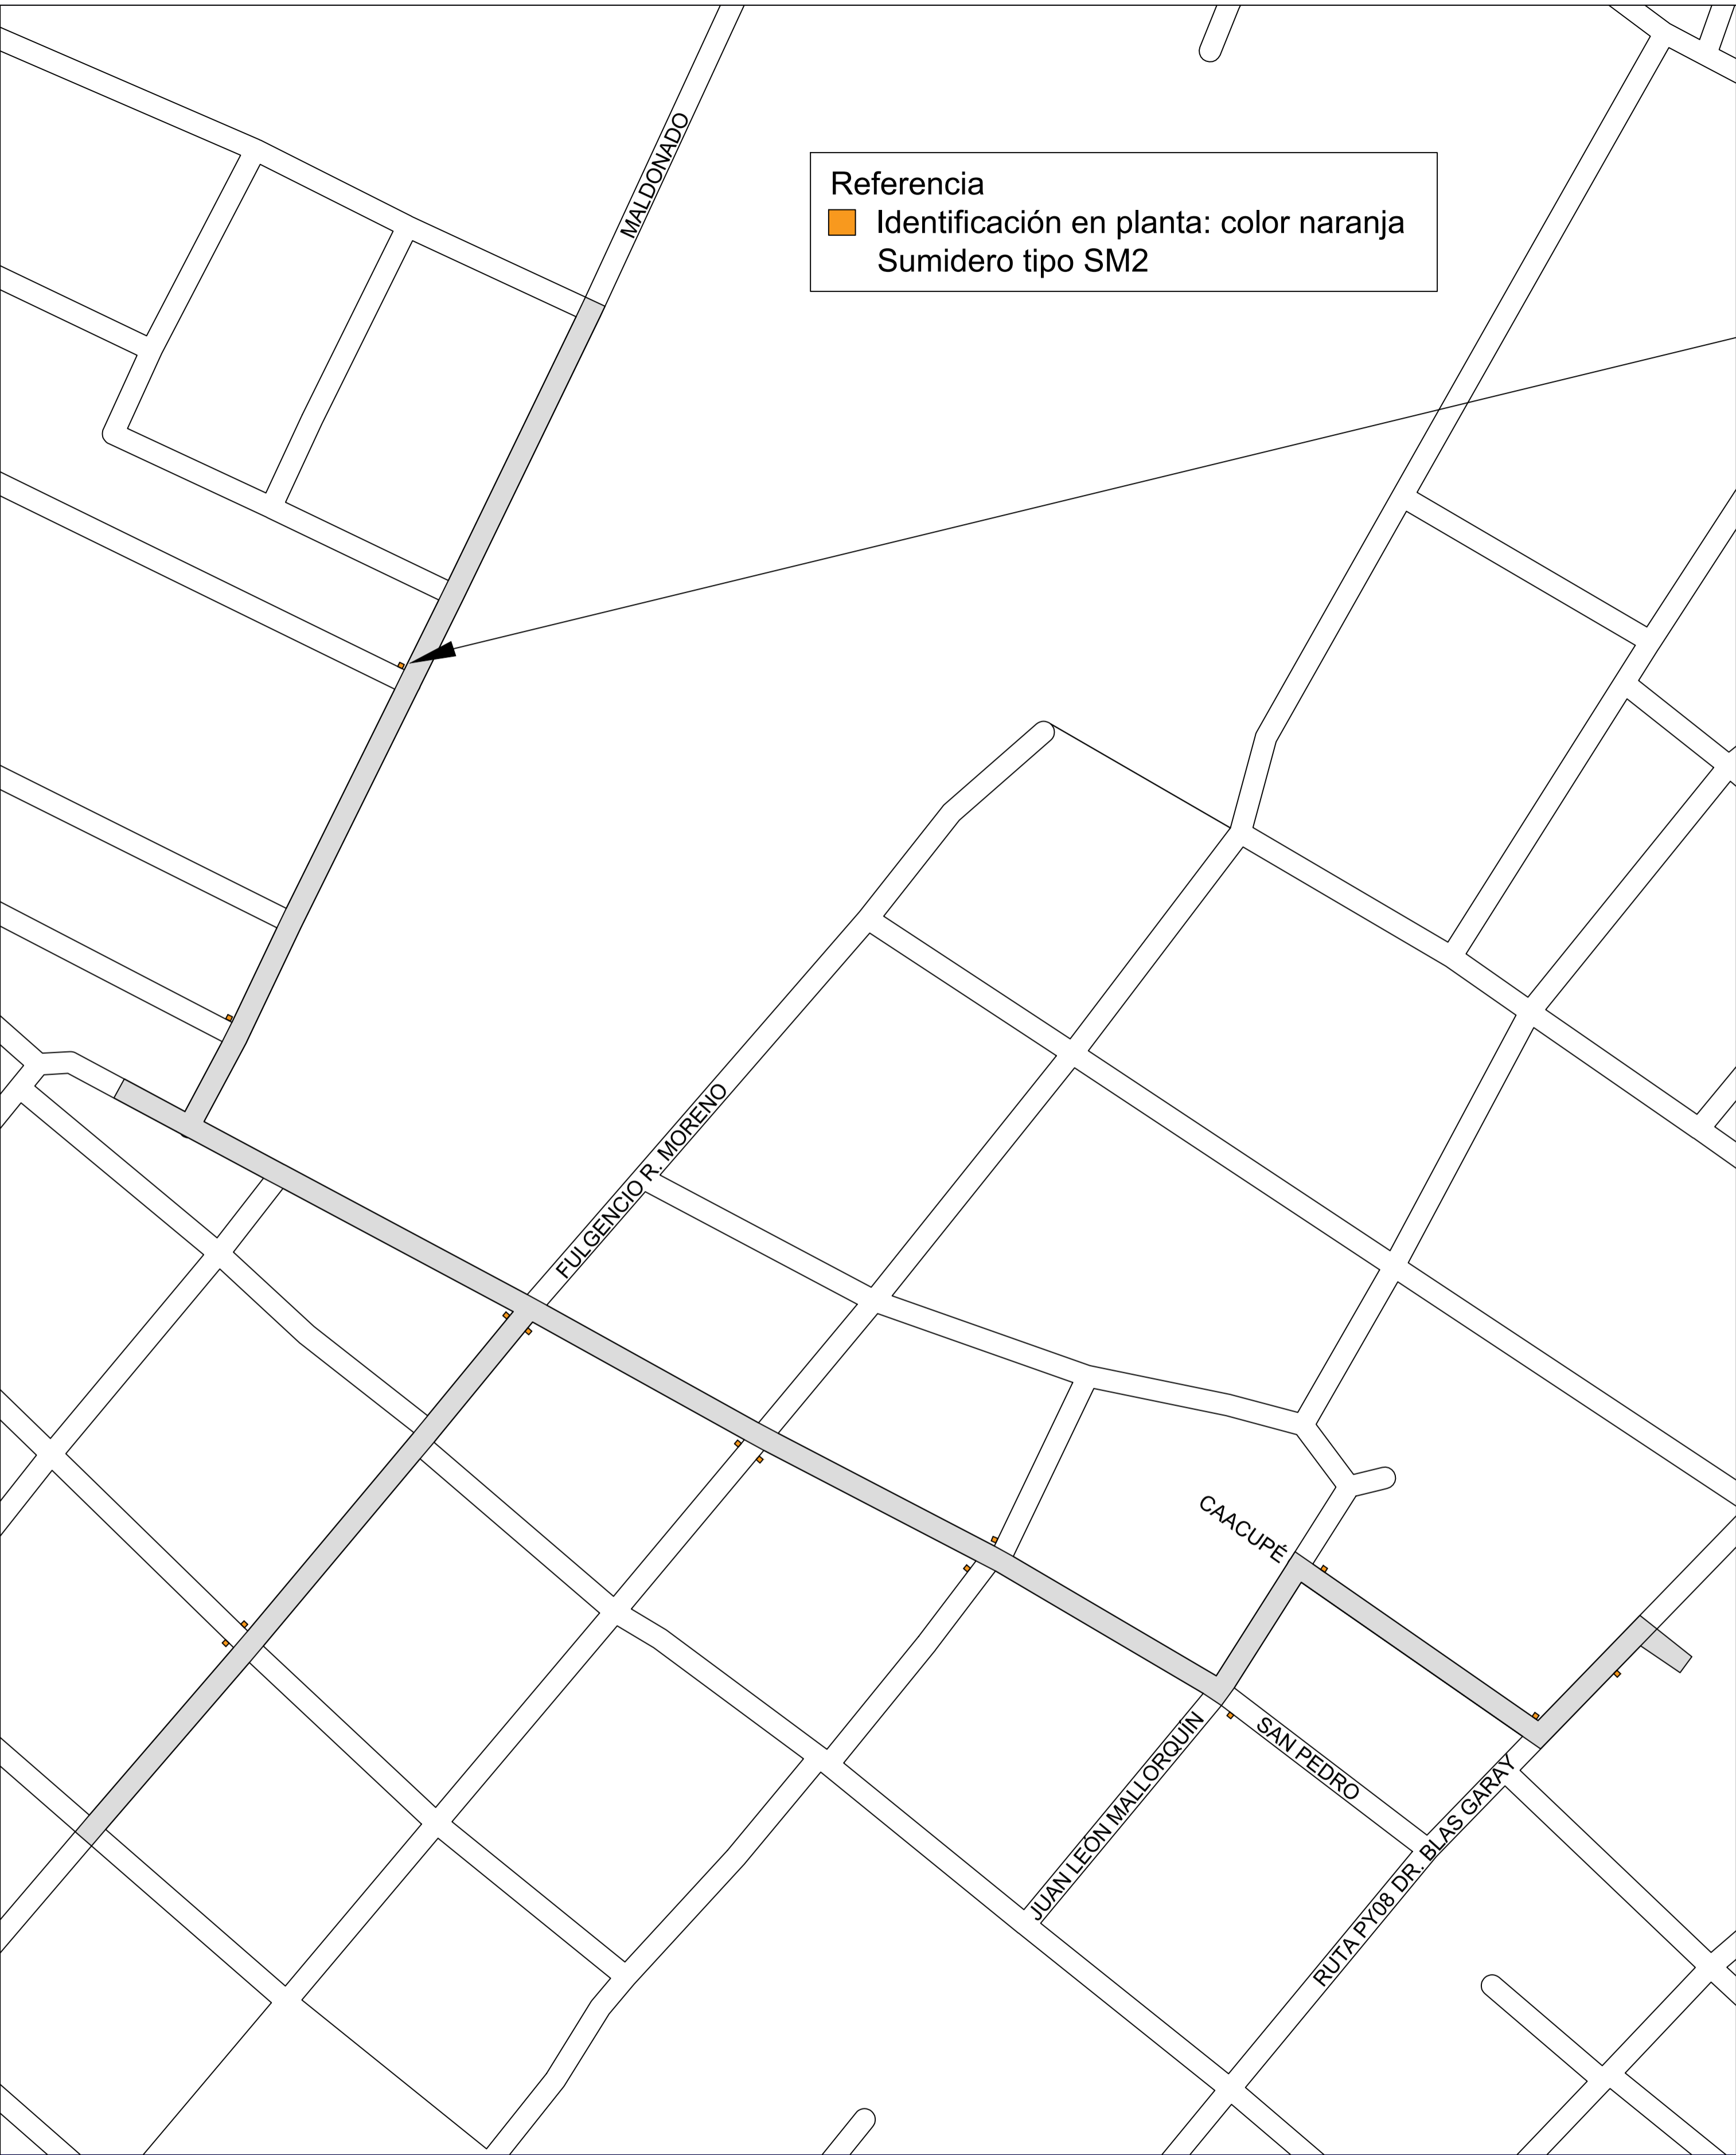 MALDONADO
Referencia
Identificación en planta: color naranja
Sumidero tipo SM2
FULGENCIO R. MORENO
CAACUPÉ
SAN PEDRO
JUAN LEÓN MALLORQUÍN
RUTA PY08 DR. BLAS GARAY